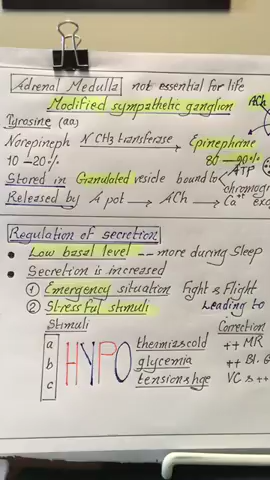 Adrenal Medulla not essential for life
Modified sympathetic ganglion ACh
Tyrosine (aa)
Norepineph N CH3 transferase Epinephrine
10 – 20% 80 – 90%
Stored in Granulated vesicle bound to ATP
chromog
Released by A pot → ACh → Ca++ exo
Regulation of secretion
• Low basal level -- more during Sleep
• Secretion is increased
① Emergency situation Fight & Flight
② Stressful stimuli Leading to
Stimuli Correction
a HYPO thermia&cold ++ MR
b glycemia ++ Bl. G
c tension&hge VC &++